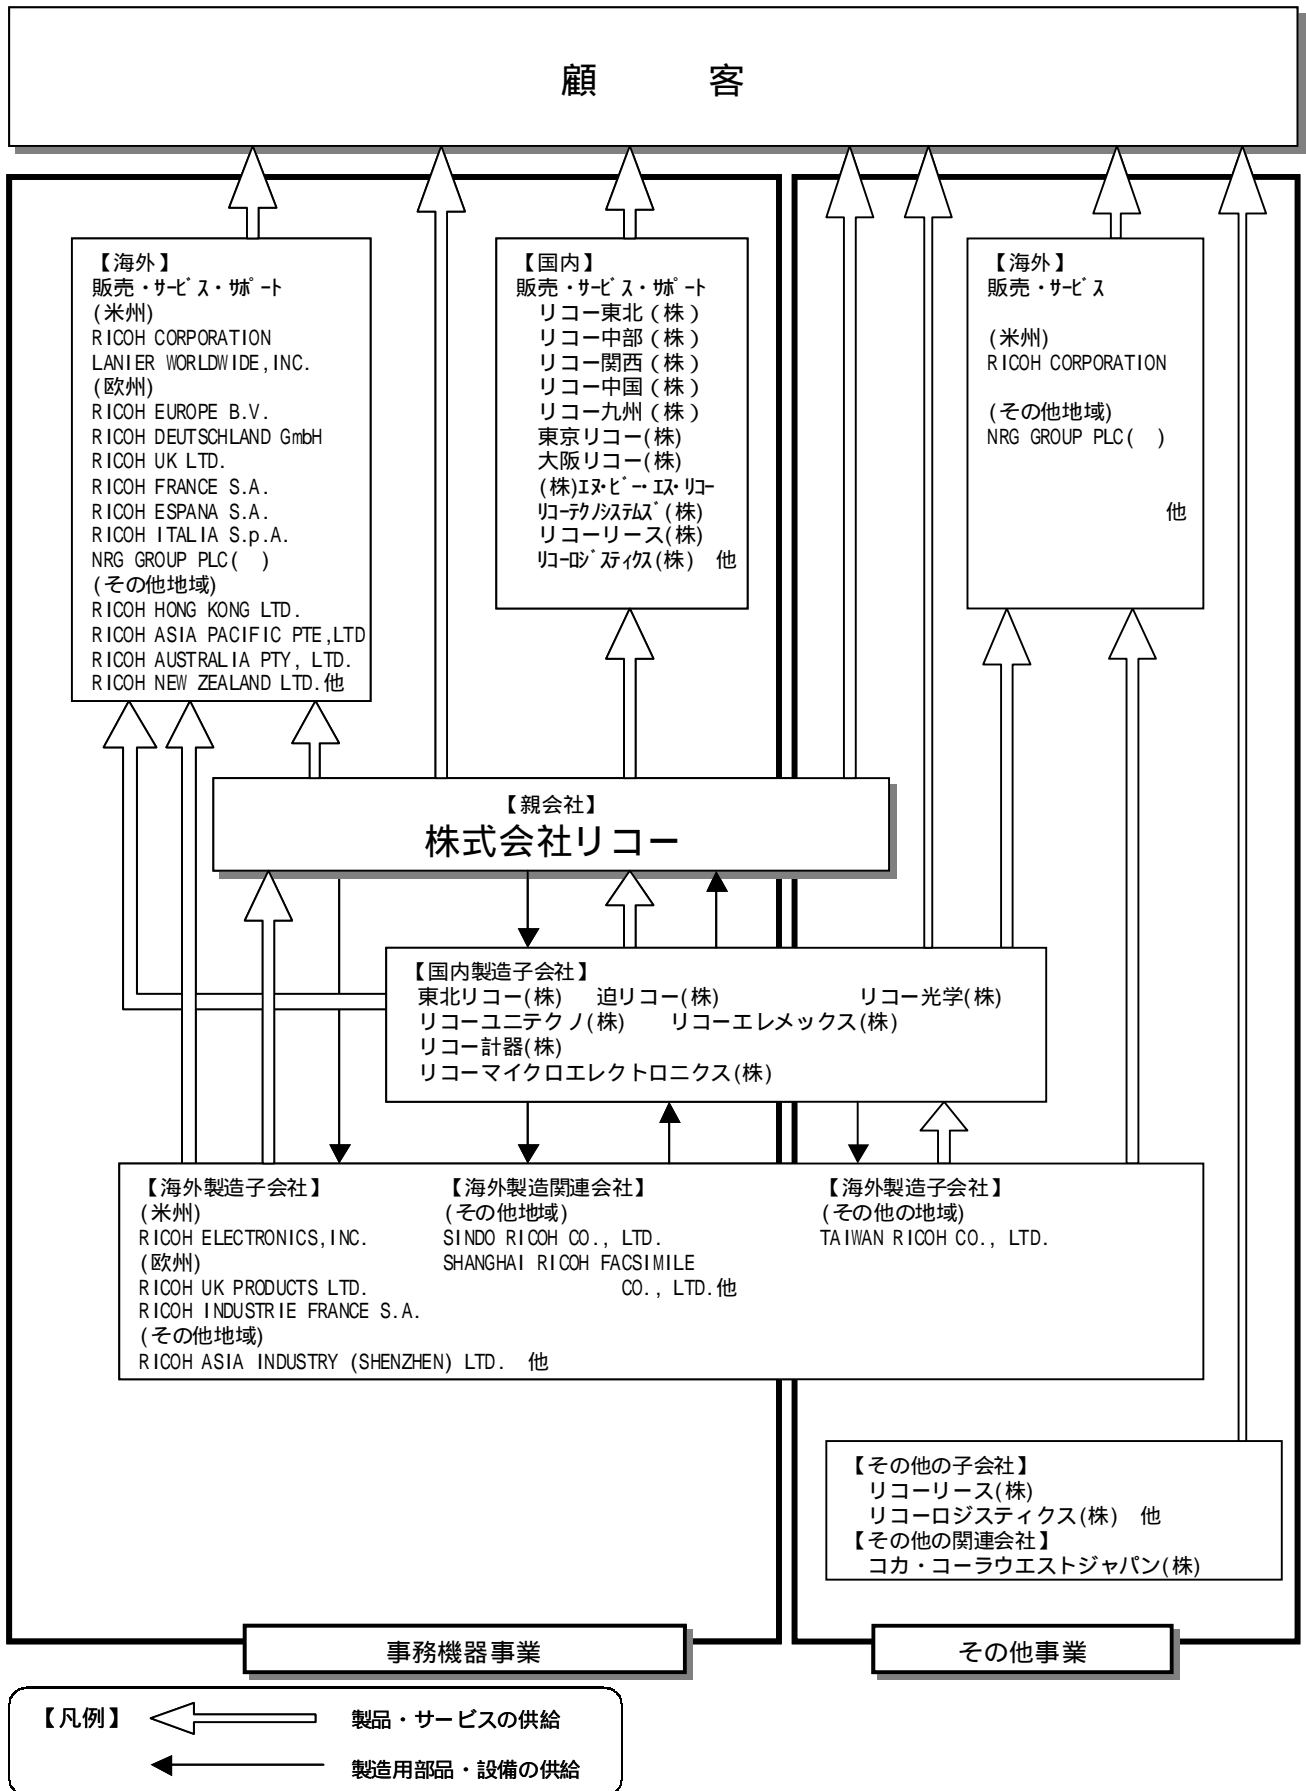 顧　客
【海外】
販売・サービス・サポート
(米州)
RICOH CORPORATION
LANIER WORLDWIDE,INC.
(欧州)
RICOH EUROPE B.V.
RICOH DEUTSCHLAND GmbH
RICOH UK LTD.
RICOH FRANCE S.A.
RICOH ESPANA S.A.
RICOH ITALIA S.p.A.
NRG GROUP PLC(　)
(その他地域)
RICOH HONG KONG LTD.
RICOH ASIA PACIFIC PTE,LTD
RICOH AUSTRALIA PTY, LTD.
RICOH NEW ZEALAND LTD.他
【国内】
販売・サービス・サポート
リコー東北(株)
リコー中部(株)
リコー関西(株)
リコー中国(株)
リコー九州(株)
東京リコー(株)
大阪リコー(株)
(株)エヌ・ビー・エス・リコー
リコーテクノシステムズ(株)
リコーリース(株)
リコーロジスティクス(株)　他
【海外】
販売・サービス
(米州)
RICOH CORPORATION
(その他地域)
NRG GROUP PLC(　)
他
【親会社】
株式会社リコー
【国内製造子会社】
東北リコー(株)　迫リコー(株)　リコー光学(株)
リコーユニテクノ(株)　リコーエレメックス(株)
リコー計器(株)
リコーマイクロエレクトロニクス(株)
【海外製造子会社】
(米州)
RICOH ELECTRONICS,INC.
(欧州)
RICOH UK PRODUCTS LTD.
RICOH INDUSTRIE FRANCE S.A.
(その他地域)
RICOH ASIA INDUSTRY (SHENZHEN) LTD.　他
【海外製造関連会社】
(その他地域)
SINDO RICOH CO., LTD.
SHANGHAI RICOH FACSIMILE
CO., LTD.他
【海外製造子会社】
(その他の地域)
TAIWAN RICOH CO., LTD.
【その他の子会社】
リコーリース(株)
リコーロジスティクス(株)　他
【その他の関連会社】
コカ・コーラウエストジャパン(株)
事務機器事業
その他事業
【凡例】　製品・サービスの供給
製造用部品・設備の供給